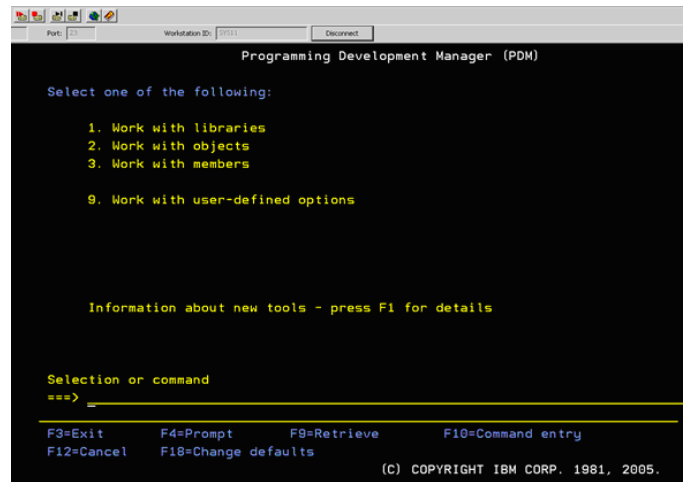 Port: 23 Workstation ID: SYS11 Disconnect
Programming Development Manager (PDM)
Select one of the following:
1. Work with libraries
2. Work with objects
3. Work with members
9. Work with user-defined options
Information about new tools - press F1 for details
Selection or command
===>
F3=Exit F4=Prompt F9=Retrieve F10=Command entry
F12=Cancel F18=Change defaults
(C) COPYRIGHT IBM CORP. 1981, 2005.